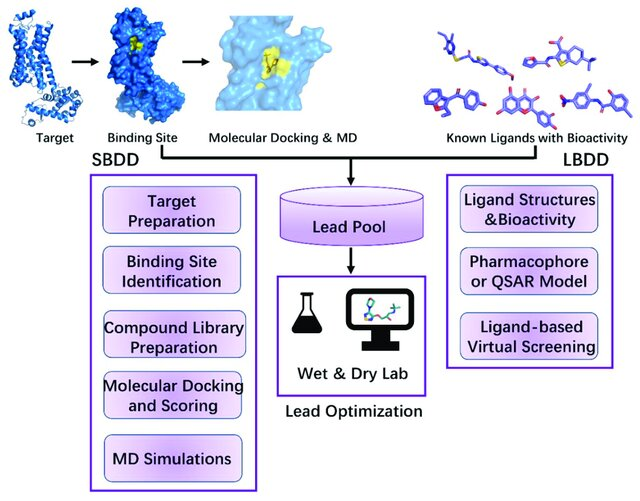 Target
Binding Site
Molecular Docking & MD
Known Ligands with Bioactivity
SBDD
LBDD
Target
Preparation
Binding Site
Identification
Compound Library
Preparation
Molecular Docking
and Scoring
MD Simulations
Lead Pool
Wet & Dry Lab
Lead Optimization
Ligand Structures
&Bioactivity
Pharmacophore
or QSAR Model
Ligand-based
Virtual Screening